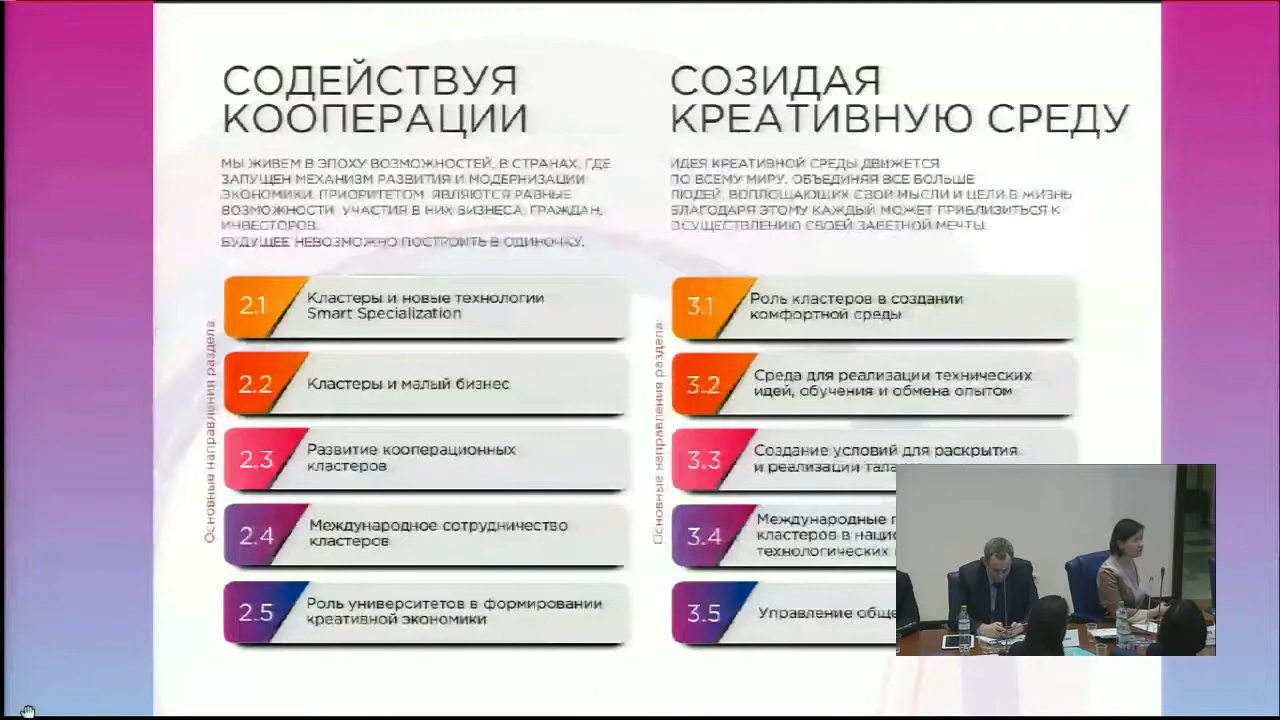 СОДЕЙСТВУЯ
КООПЕРАЦИИ
МЫ ЖИВЕМ В ЭПОХУ ВОЗМОЖНОСТЕЙ, В СТРАНАХ, ГДЕ
ЗАПУЩЕН МЕХАНИЗМ РАЗВИТИЯ И МОДЕРНИЗАЦИИ
ЭКОНОМИКИ. ПРИОРИТЕТОМ ЯВЛЯЮТСЯ РАВНЫЕ
ВОЗМОЖНОСТИ УЧАСТИЯ В НИХ БИЗНЕСА, ГРАЖДАН,
ИНВЕСТОРОВ.
БУДУЩЕЕ НЕВОЗМОЖНО ПОСТРОИТЬ В ОДИНОЧКУ.
Основные направления раздела
2.1 Кластеры и новые технологии
Smart Specialization
2.2 Кластеры и малый бизнес
2.3 Развитие кооперационных
кластеров
2.4 Международное сотрудничество
кластеров
2.5 Роль университетов в формировании
креативной экономики
СОЗИДАЯ
КРЕАТИВНУЮ СРЕДУ
ИДЕЯ КРЕАТИВНОЙ СРЕДЫ ДВИЖЕТСЯ
ПО ВСЕМУ МИРУ, ОБЪЕДИНЯЯ ВСЕ БОЛЬШЕ
ЛЮДЕЙ, ВОПЛОЩАЮЩИХ СВОИ МЫСЛИ И ЦЕЛИ В ЖИЗНЬ
БЛАГОДАРЯ ЭТОМУ КАЖДЫЙ МОЖЕТ ПРИБЛИЗИТЬСЯ К
ОСУЩЕСТВЛЕНИЮ СВОЕЙ ЗАВЕТНОЙ МЕЧТЫ.
Основные направления раздела:
3.1 Роль кластеров в создании
комфортной среды
3.2 Среда для реализации технических
идей, обучения и обмена опытом
3.3 Создание условий для раскрытия
и реализации тала
3.4 Международные
кластеров в наци
технологических
3.5 Управление обще